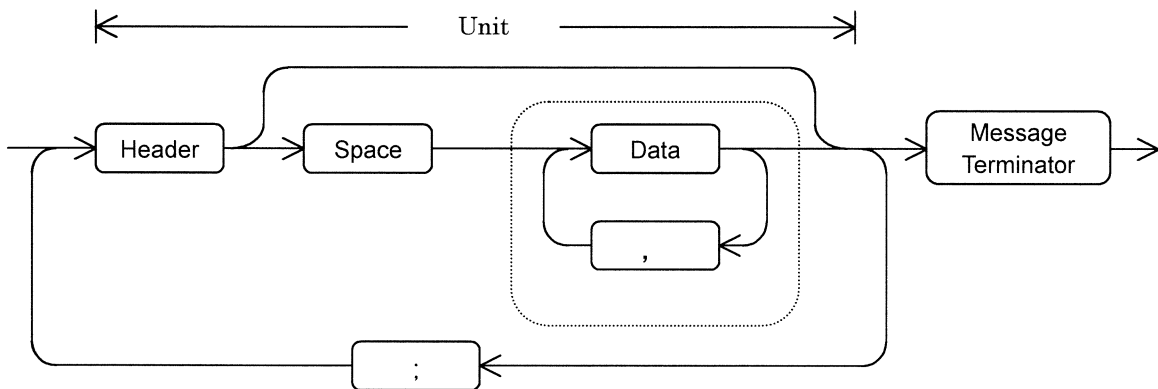 Unit
Header
Space
Data
Message
Terminator
,
;